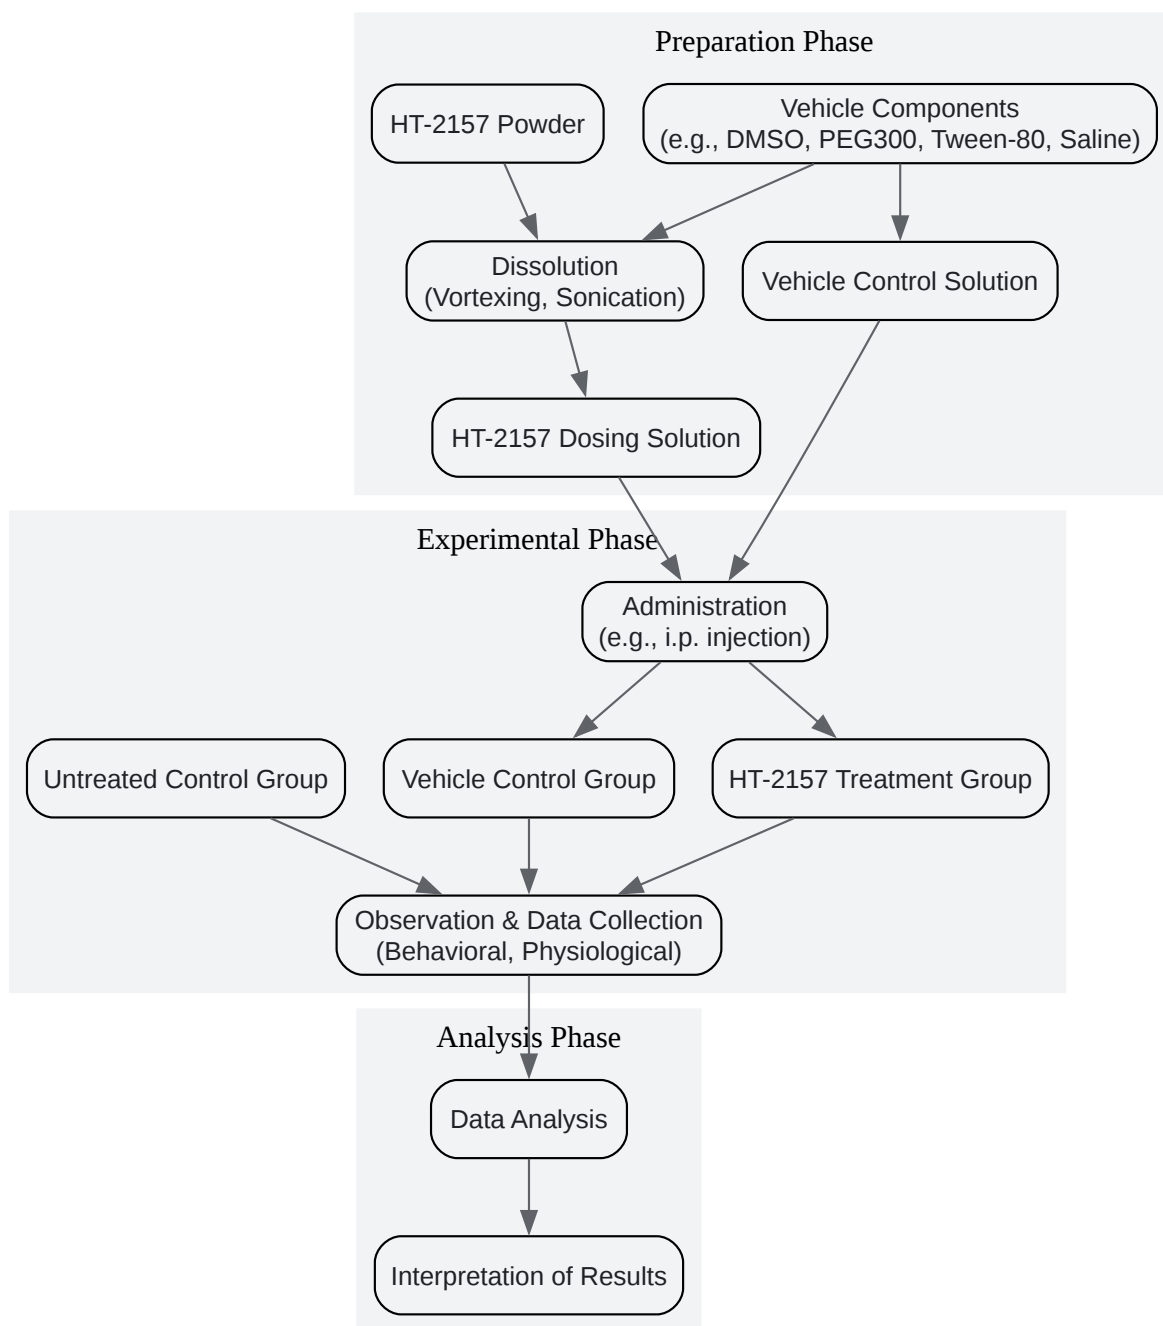 Preparation Phase
HT-2157 Powder
Vehicle Components
(e.g., DMSO, PEG300, Tween-80, Saline)
Dissolution
(Vortexing, Sonication)
Vehicle Control Solution
HT-2157 Dosing Solution
Experimental Phase
Administration
(e.g., i.p. injection)
Untreated Control Group
Vehicle Control Group
HT-2157 Treatment Group
Observation & Data Collection
(Behavioral, Physiological)
Analysis Phase
Data Analysis
Interpretation of Results